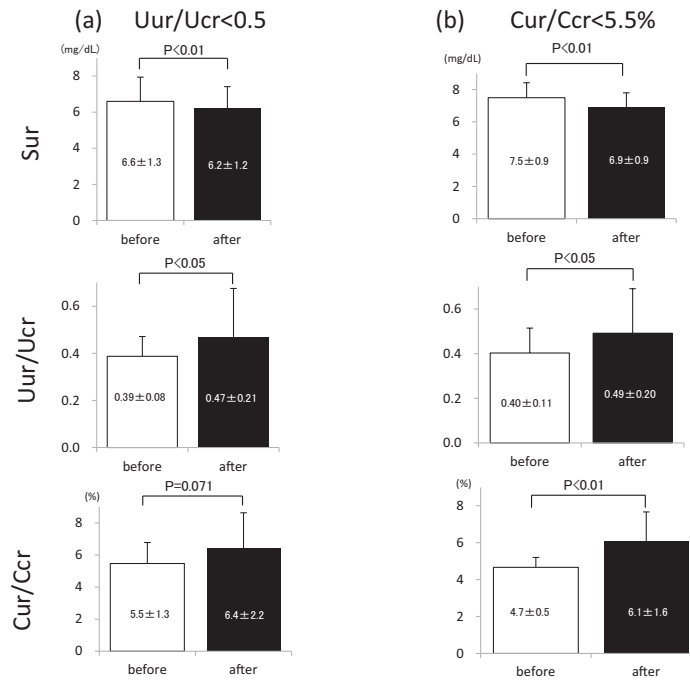 (a) Uur/Ucr<0.5
(mg/dL)
P<0.01
Sur
8
6
4
2
0
6.6±1.3
6.2±1.2
before after
P<0.05
Uur/Ucr
0.6
0.4
0.2
0.0
0.39±0.08
0.47±0.21
before after
(%)
P=0.071
Cur/Ccr
8
6
4
2
0
5.5±1.3
6.4±2.2
before after
(b) Cur/Ccr<5.5%
(mg/dL)
P<0.01
8
6
4
2
0
7.5±0.9
6.9±0.9
before after
P<0.05
0.6
0.4
0.2
0.0
0.40±0.11
0.49±0.20
before after
(%)
P<0.01
8
6
4
2
0
4.7±0.5
6.1±1.6
before after